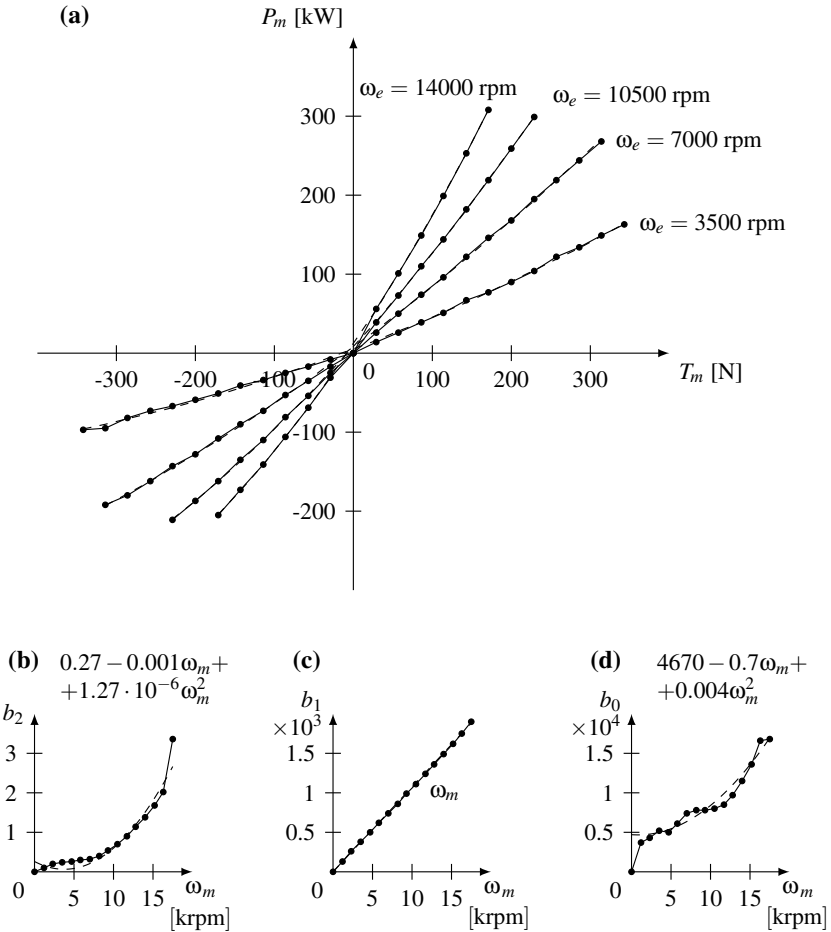 (a)
P_m [kW]
ω_e = 14000 rpm
ω_e = 10500 rpm
300
ω_e = 7000 rpm
200
ω_e = 3500 rpm
100
-300 -200 -100 0 100 200 300 T_m [N]
-100
-200
(b) 0.27 − 0.001ω_m+
+1.27 · 10^−6 ω_m^2
b_2
3
2
1
0 5 10 15 ω_m
[krpm]
(c)
b_1
×10^3
1.5
1
0.5
ω_m
0 5 10 15 ω_m
[krpm]
(d) 4670 − 0.7ω_m+
+0.004ω_m^2
b_0
×10^4
1.5
1
0.5
0 5 10 15 ω_m
[krpm]